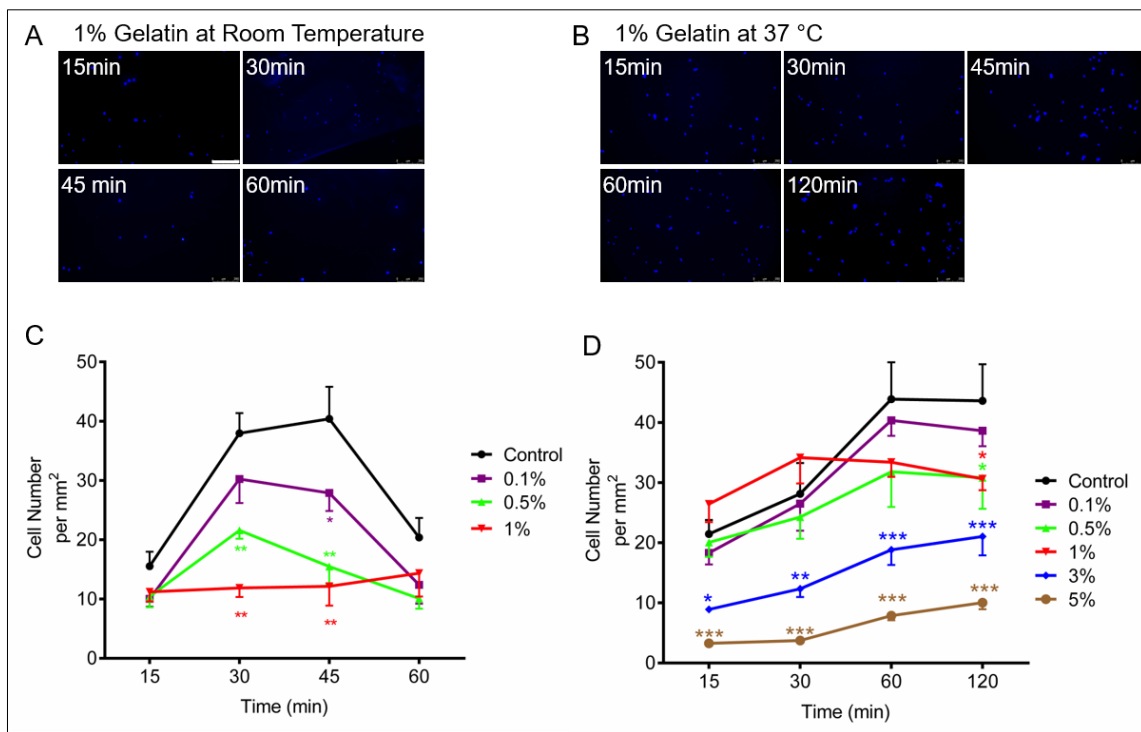 A 1% Gelatin at Room Temperature
15min
30min
45 min
60min
B 1% Gelatin at 37 °C
15min
30min
45min
60min
120min
C
Cell Number
per mm²
50
40
30
20
10
0
15
30
45
60
Time (min)
*
**
**
**
**
Control
0.1%
0.5%
1%
D
Cell Number
per mm²
50
40
30
20
10
0
15
30
60
120
Time (min)
*
*
*
**
***
***
***
***
***
***
Control
0.1%
0.5%
1%
3%
5%